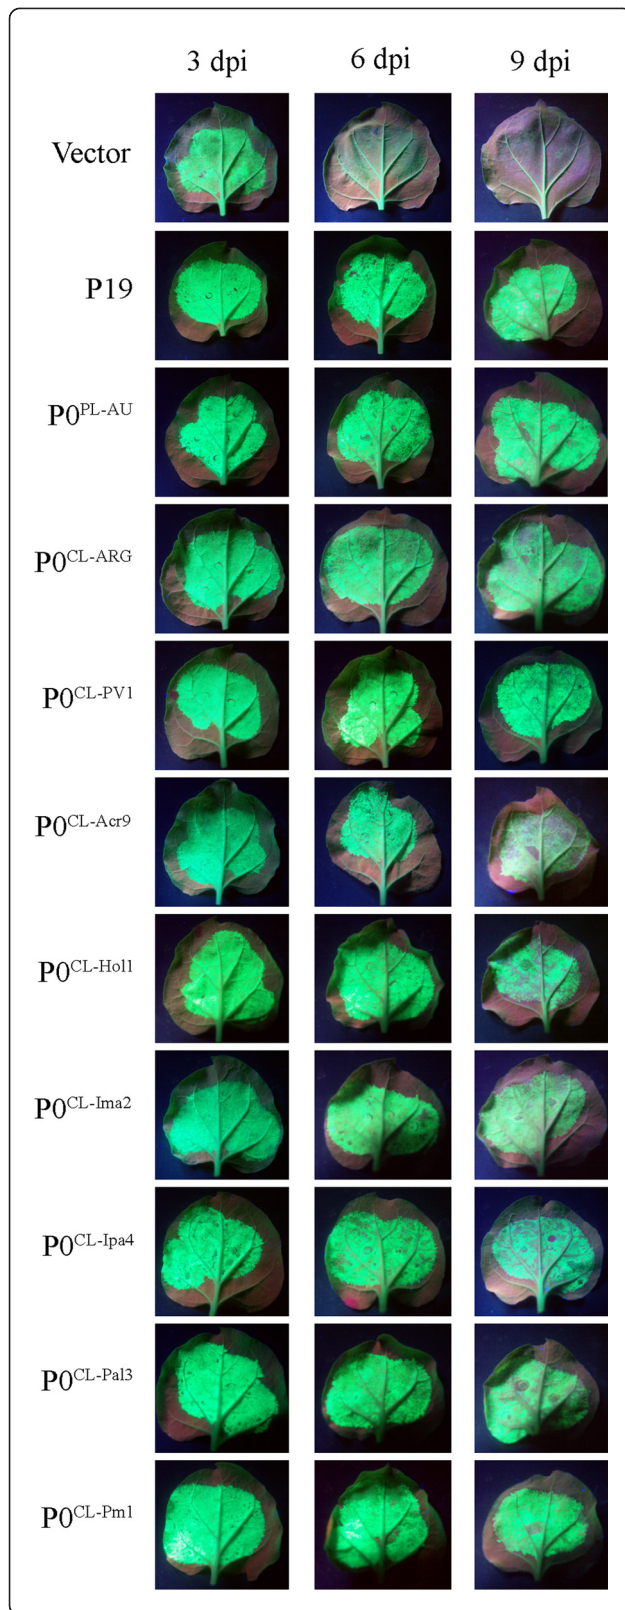 3 dpi 6 dpi 9 dpi
Vector
P19
P0PL-AU
P0CL-ARG
P0CL-PV1
P0CL-Acr9
P0CL-Hol1
P0CL-Ima2
P0CL-Ipa4
P0CL-Pal3
P0CL-Pm1